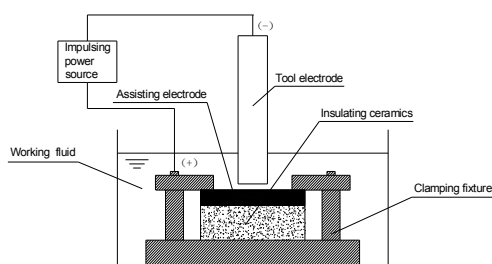 (-)
Impulsing
power
source
Tool electrode
Assisting electrode
Insulating ceramics
Working fluid
(+)
Clamping fixture